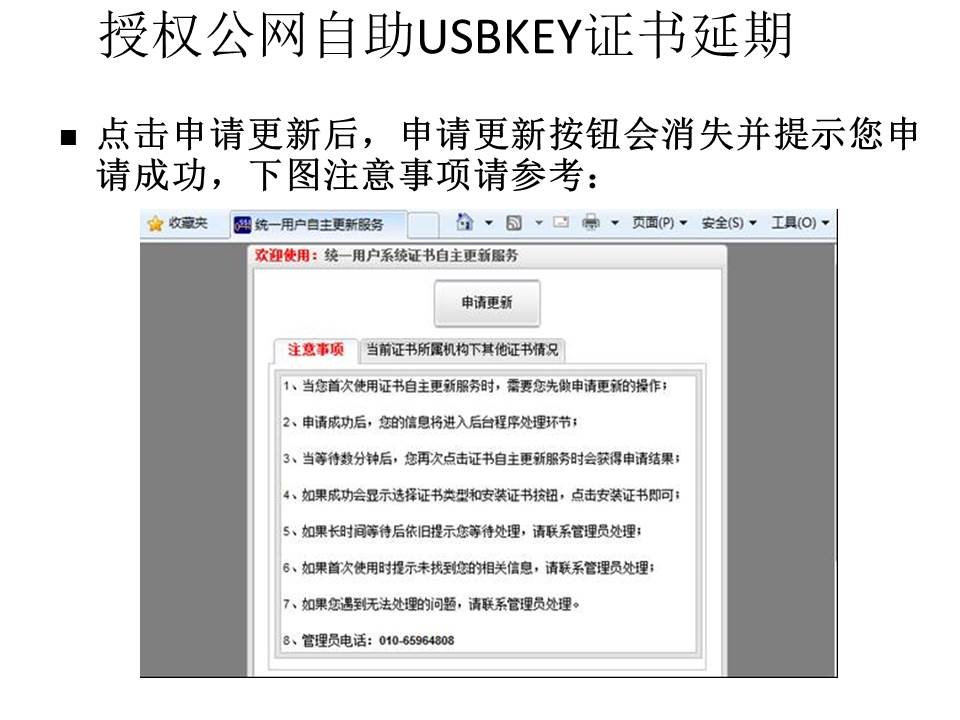 授权公网自助USBKEY证书延期
■ 点击申请更新后，申请更新按钮会消失并提示您申
请成功，下图注意事项请参考：
收藏夹 统一用户自主更新服务 页面(P) 安全(S) 工具(O)
欢迎使用：统一用户系统证书自主更新服务
申请更新
注意事项 当前证书所属机构下其他证书情况
1、当您首次使用证书自主更新服务时，需要您先做申请更新的操作；
2、申请成功后，您的信息将进入后台程序处理环节；
3、当等待数分钟后，您再次点击证书自主更新服务时会获得申请结果；
4、如果成功会显示选择证书类型和安装证书按钮，点击安装证书即可；
5、如果长时间等待后依旧提示您等待处理，请联系管理员处理；
6、如果首次使用时提示未找到您的相关信息，请联系管理员处理；
7、如果您遇到无法处理的问题，请联系管理员处理。
8、管理员电话：010-65964808